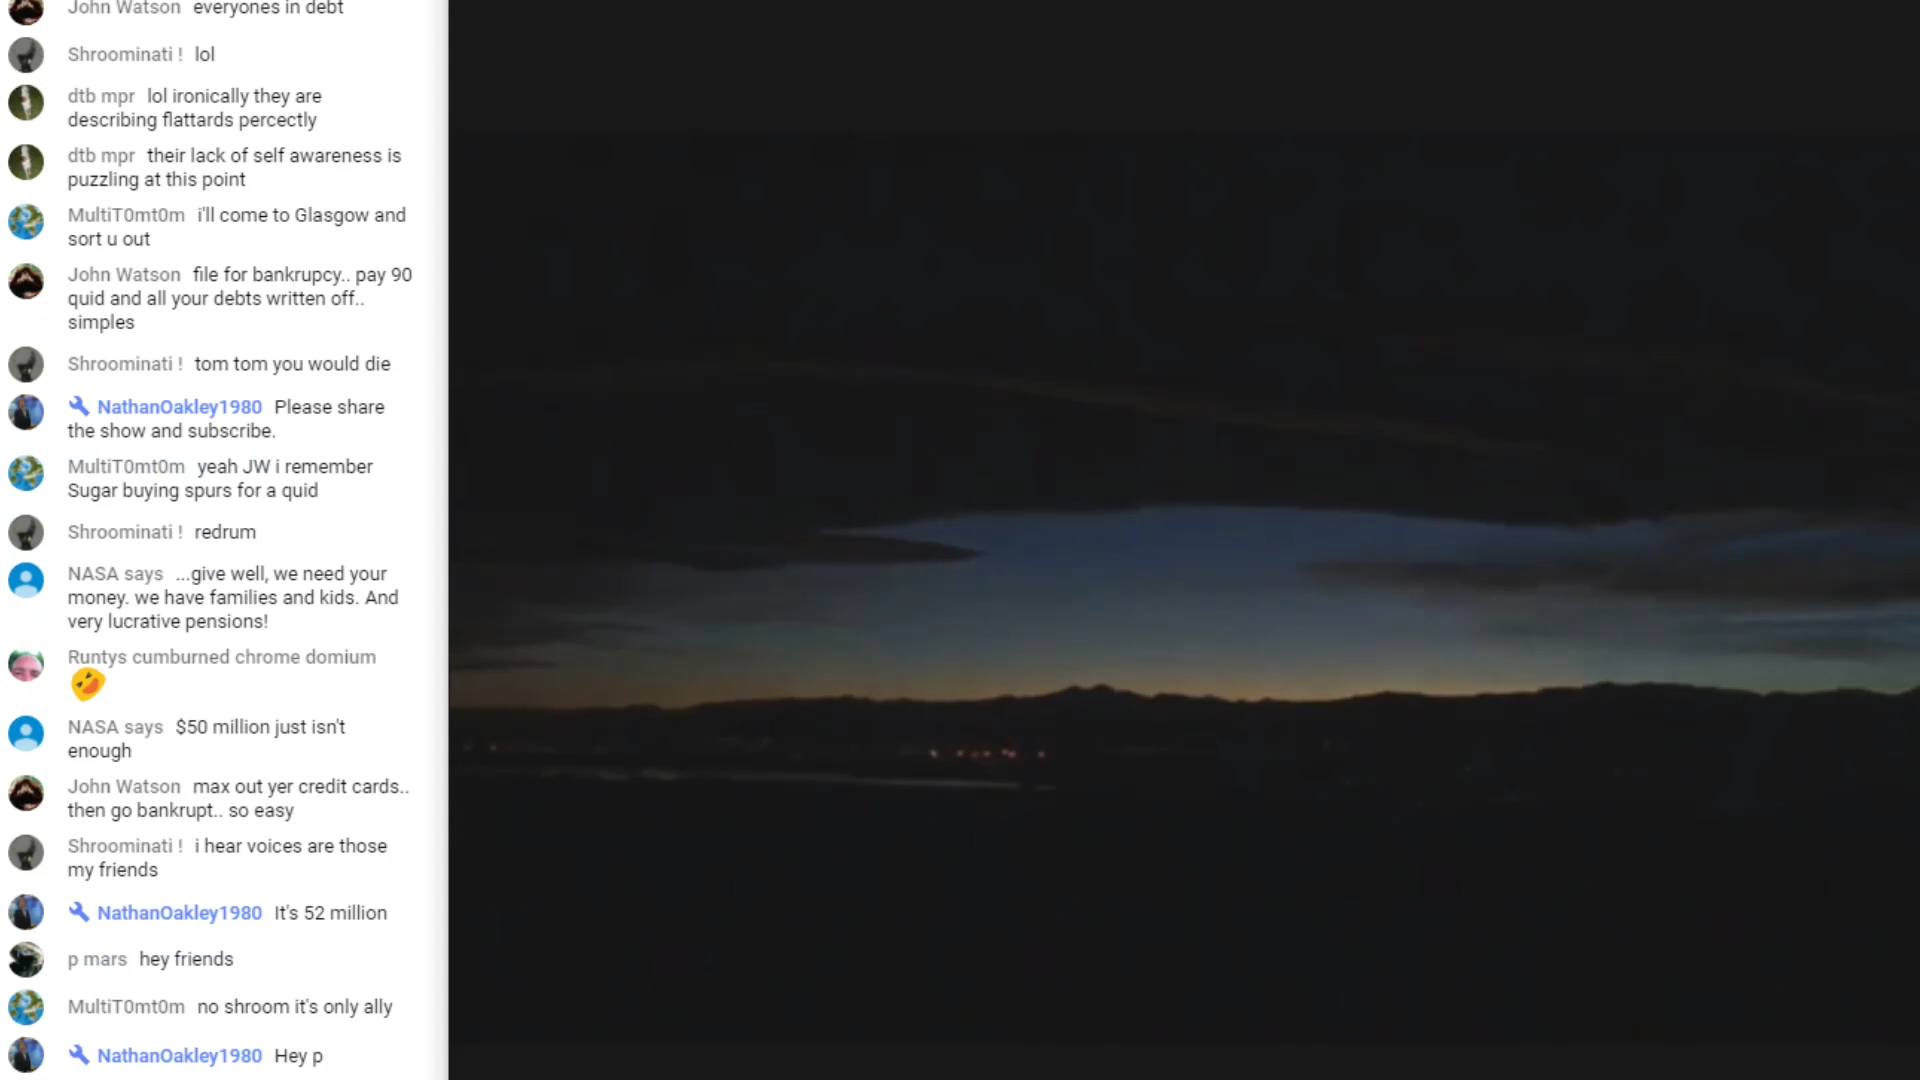 John Watson everyones in debt
Shroominati ! lol
dtb mpr lol ironically they are
describing flattards percectly
dtb mpr their lack of self awareness is
puzzling at this point
MultiT0mt0m i'll come to Glasgow and
sort u out
John Watson file for bankrupcy.. pay 90
quid and all your debts written off..
simples
Shroominati ! tom tom you would die
NathanOakley1980 Please share
the show and subscribe.
MultiT0mt0m yeah JW i remember
Sugar buying spurs for a quid
Shroominati ! redrum
NASA says ...give well, we need your
money. we have families and kids. And
very lucrative pensions!
Runtys cumburned chrome domium
NASA says $50 million just isn't
enough
John Watson max out yer credit cards..
then go bankrupt.. so easy
Shroominati ! i hear voices are those
my friends
NathanOakley1980 It's 52 million
p mars hey friends
MultiT0mt0m no shroom it's only ally
NathanOakley1980 Hey p